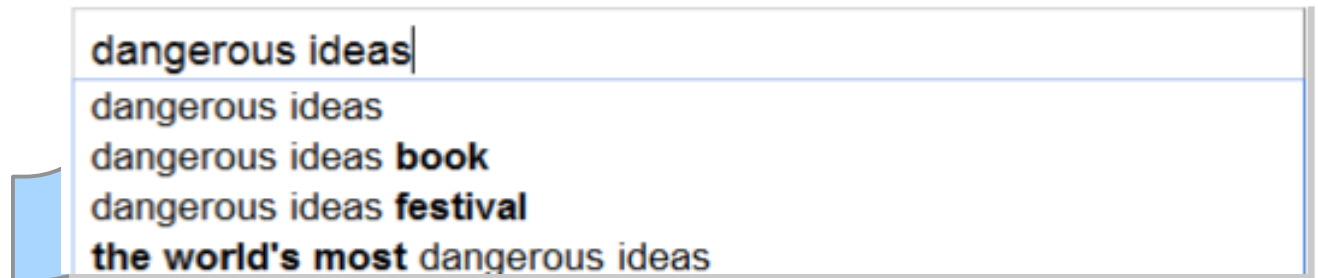 dangerous ideas
dangerous ideas
dangerous ideas book
dangerous ideas festival
the world's most dangerous ideas